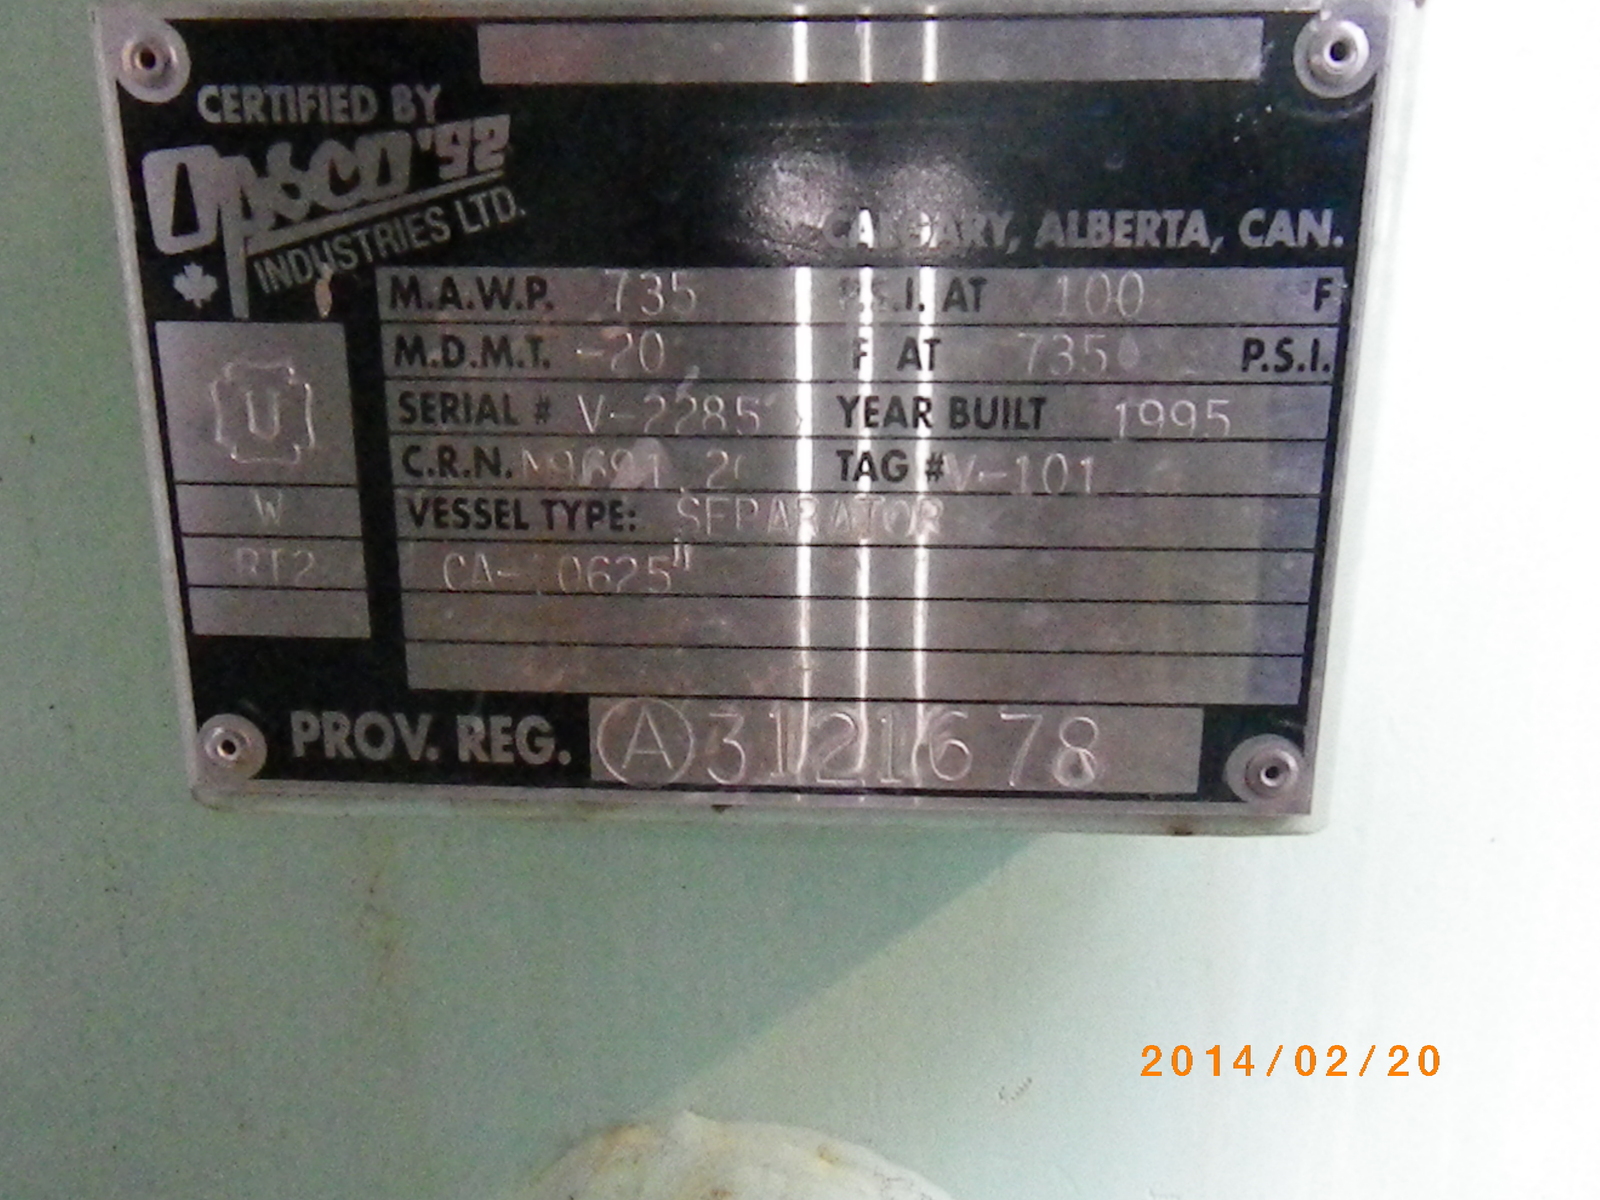 CERTIFIED BY
OPSCO '92
INDUSTRIES LTD.
CALGARY, ALBERTA, CAN.
M.A.W.P. 735 P.S.I. AT 100 F
M.D.M.T. -20 F AT 735 P.S.I.
U
SERIAL # V-2285 YEAR BUILT 1995
C.R.N. TAG # V-101
W
VESSEL TYPE: SEPARATOR
RT2
CA- .0625"
PROV. REG. A 3121678
2014/02/20